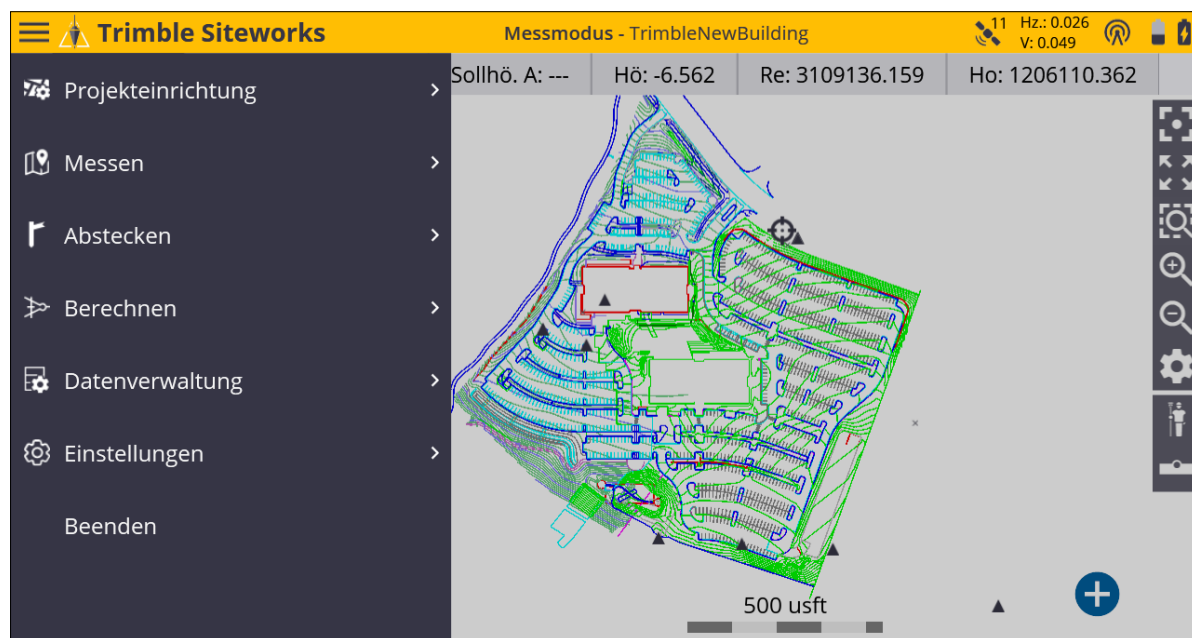 Trimble Siteworks
Messmodus - TrimbleNewBuilding
11
Hz.: 0.026
V: 0.049
Sollhö. A: ---
Hö: -6.562
Re: 3109136.159
Ho: 1206110.362
Projekteinrichtung
Messen
Abstecken
Berechnen
Datenverwaltung
Einstellungen
Beenden
500 usft